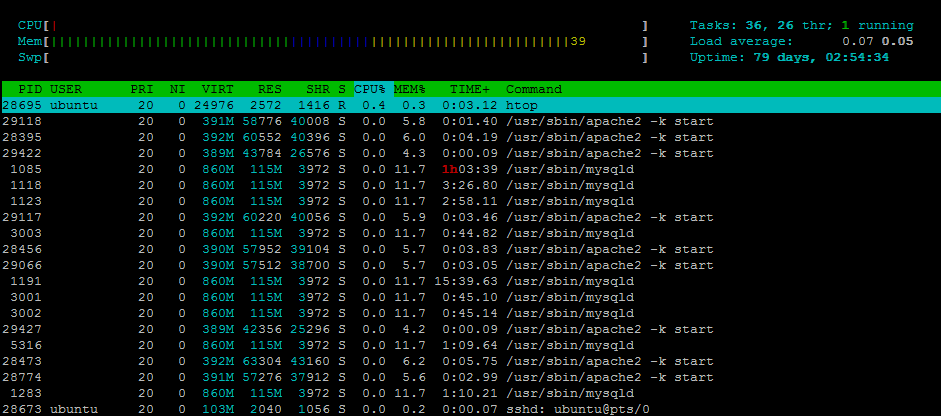 CPU[| ] Tasks: 36, 26 thr; 1 running
Mem[||||||||||||||||||||||||||||||||||||||||||||||||||||||||||||||||||39 ] Load average: 0.07 0.05
Swp[ ] Uptime: 79 days, 02:54:34
PID USER PRI NI VIRT RES SHR S CPU% MEM% TIME+ Command
28695 ubuntu 20 0 24976 2572 1416 R 0.4 0.3 0:03.12 htop
29118 20 0 391M 58776 40008 S 0.0 5.8 0:01.40 /usr/sbin/apache2 -k start
28395 20 0 392M 60552 40396 S 0.0 6.0 0:04.19 /usr/sbin/apache2 -k start
29422 20 0 389M 43784 26576 S 0.0 4.3 0:00.09 /usr/sbin/apache2 -k start
1085 20 0 860M 115M 3972 S 0.0 11.7 1h03:39 /usr/sbin/mysqld
1118 20 0 860M 115M 3972 S 0.0 11.7 3:26.80 /usr/sbin/mysqld
1123 20 0 860M 115M 3972 S 0.0 11.7 2:58.11 /usr/sbin/mysqld
29117 20 0 392M 60220 40056 S 0.0 5.9 0:03.46 /usr/sbin/apache2 -k start
3003 20 0 860M 115M 3972 S 0.0 11.7 0:44.82 /usr/sbin/mysqld
28456 20 0 390M 57952 39104 S 0.0 5.7 0:03.83 /usr/sbin/apache2 -k start
29066 20 0 390M 57512 38700 S 0.0 5.7 0:03.05 /usr/sbin/apache2 -k start
1191 20 0 860M 115M 3972 S 0.0 11.7 15:39.63 /usr/sbin/mysqld
3001 20 0 860M 115M 3972 S 0.0 11.7 0:45.10 /usr/sbin/mysqld
3002 20 0 860M 115M 3972 S 0.0 11.7 0:45.14 /usr/sbin/mysqld
29427 20 0 389M 42356 25296 S 0.0 4.2 0:00.09 /usr/sbin/apache2 -k start
5316 20 0 860M 115M 3972 S 0.0 11.7 1:09.64 /usr/sbin/mysqld
28473 20 0 392M 63304 43160 S 0.0 6.2 0:05.75 /usr/sbin/apache2 -k start
28774 20 0 391M 57276 37912 S 0.0 5.6 0:02.99 /usr/sbin/apache2 -k start
1283 20 0 860M 115M 3972 S 0.0 11.7 1:10.21 /usr/sbin/mysqld
28673 ubuntu 20 0 103M 2040 1056 S 0.0 0.2 0:00.07 sshd: ubuntu@pts/0